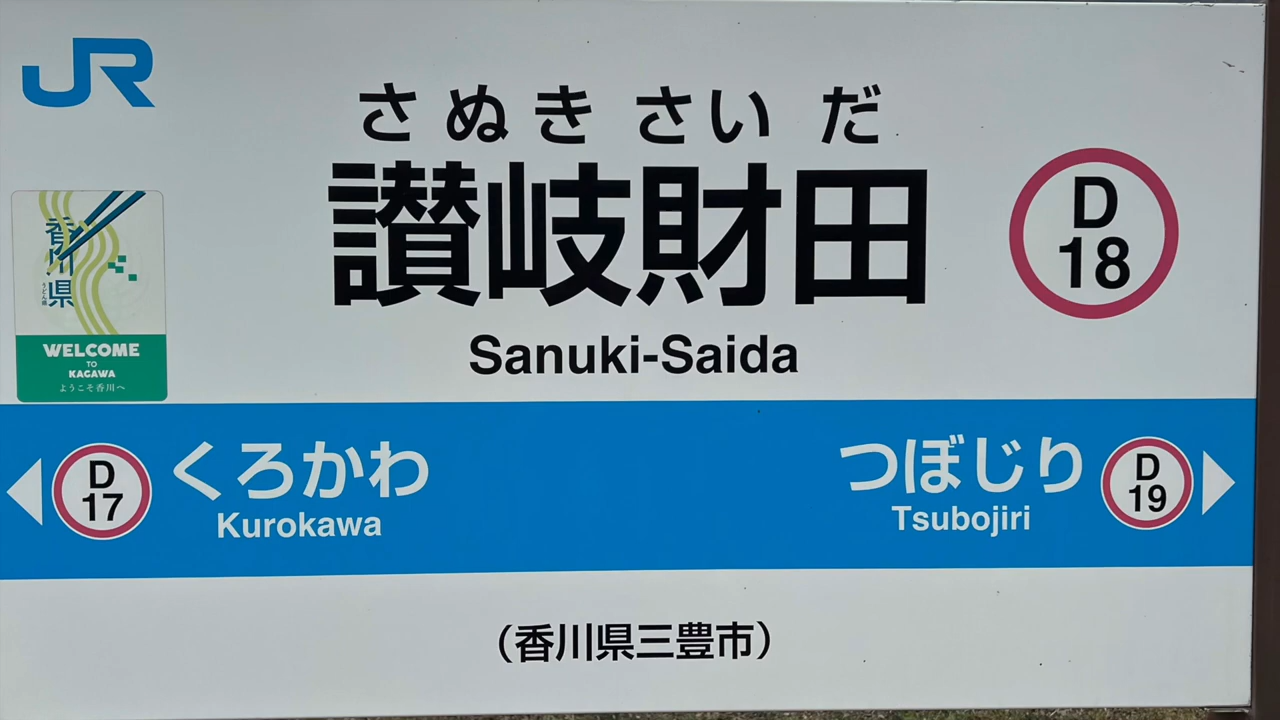 JR
さぬきさいだ
讃岐財田
D
18
Sanuki-Saida
香川県
WELCOME
TO
KAGAWA
ようこそ香川へ
D
17
くろかわ
Kurokawa
つぼじり
Tsubojiri
D
19
(香川県三豊市)